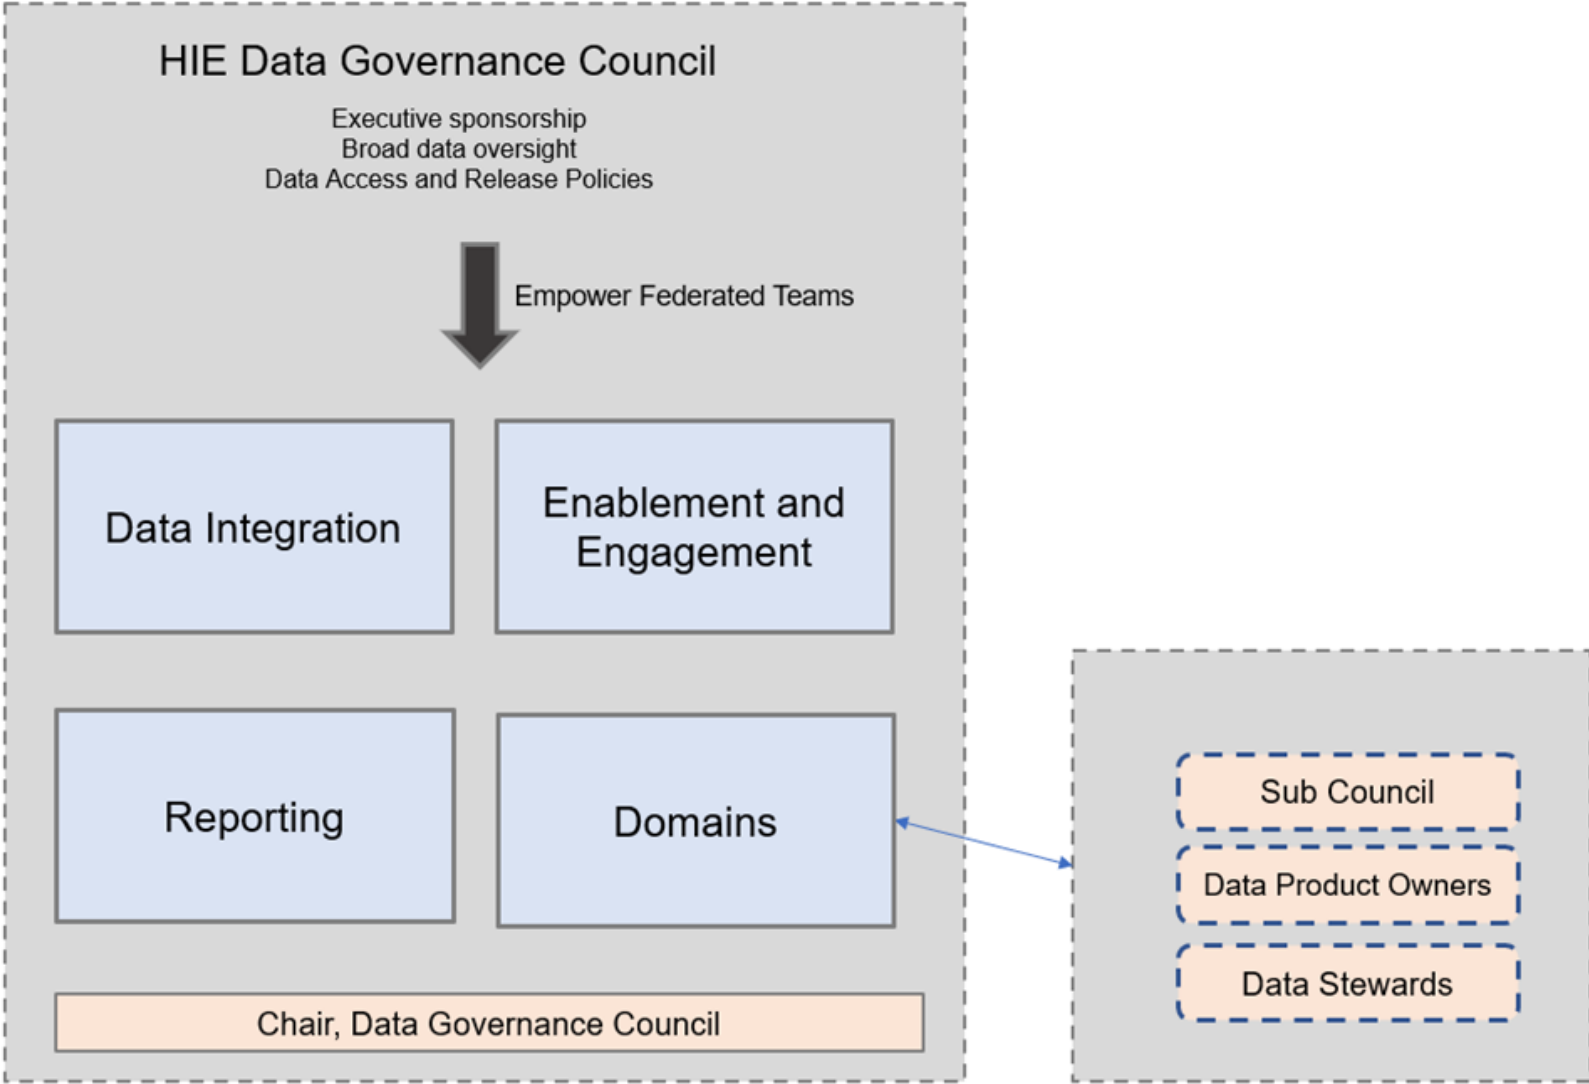 HIE Data Governance Council
Executive sponsorship
Broad data oversight
Data Access and Release Policies
Empower Federated Teams
Data Integration
Enablement and
Engagement
Reporting
Domains
Chair, Data Governance Council
Sub Council
Data Product Owners
Data Stewards